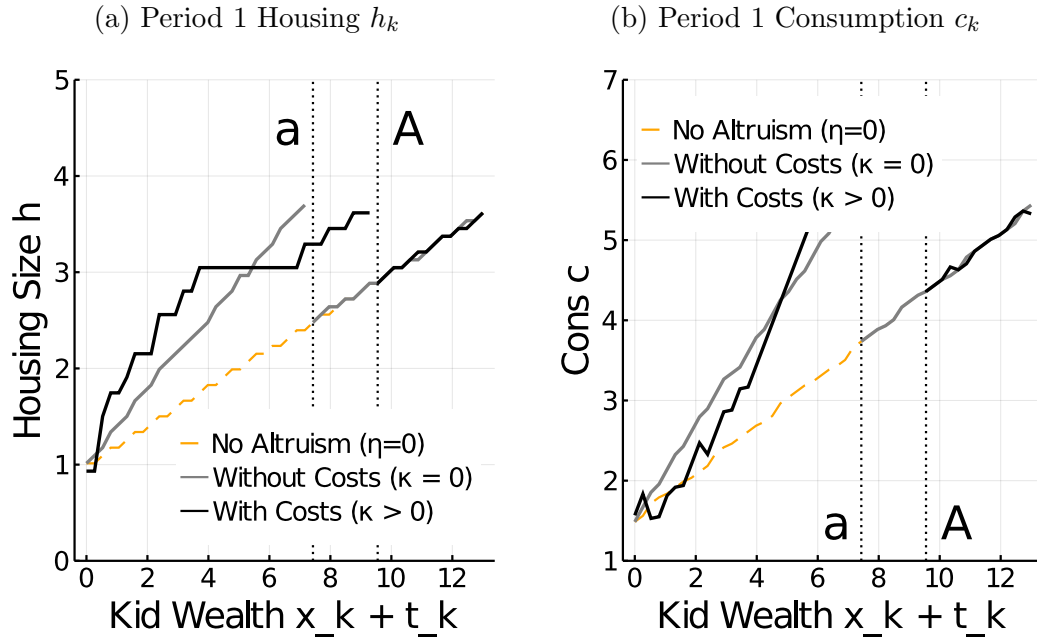 (a) Period 1 Housing h_k
5
4
3
2
1
0
Housing Size h
a
A
No Altruism (η=0)
Without Costs (κ = 0)
With Costs (κ > 0)
0 2 4 6 8 10 12
Kid Wealth x_k + t_k
(b) Period 1 Consumption c_k
7
6
5
4
3
2
1
Cons c
No Altruism (η=0)
Without Costs (κ = 0)
With Costs (κ > 0)
a
A
0 2 4 6 8 10 12
Kid Wealth x_k + t_k